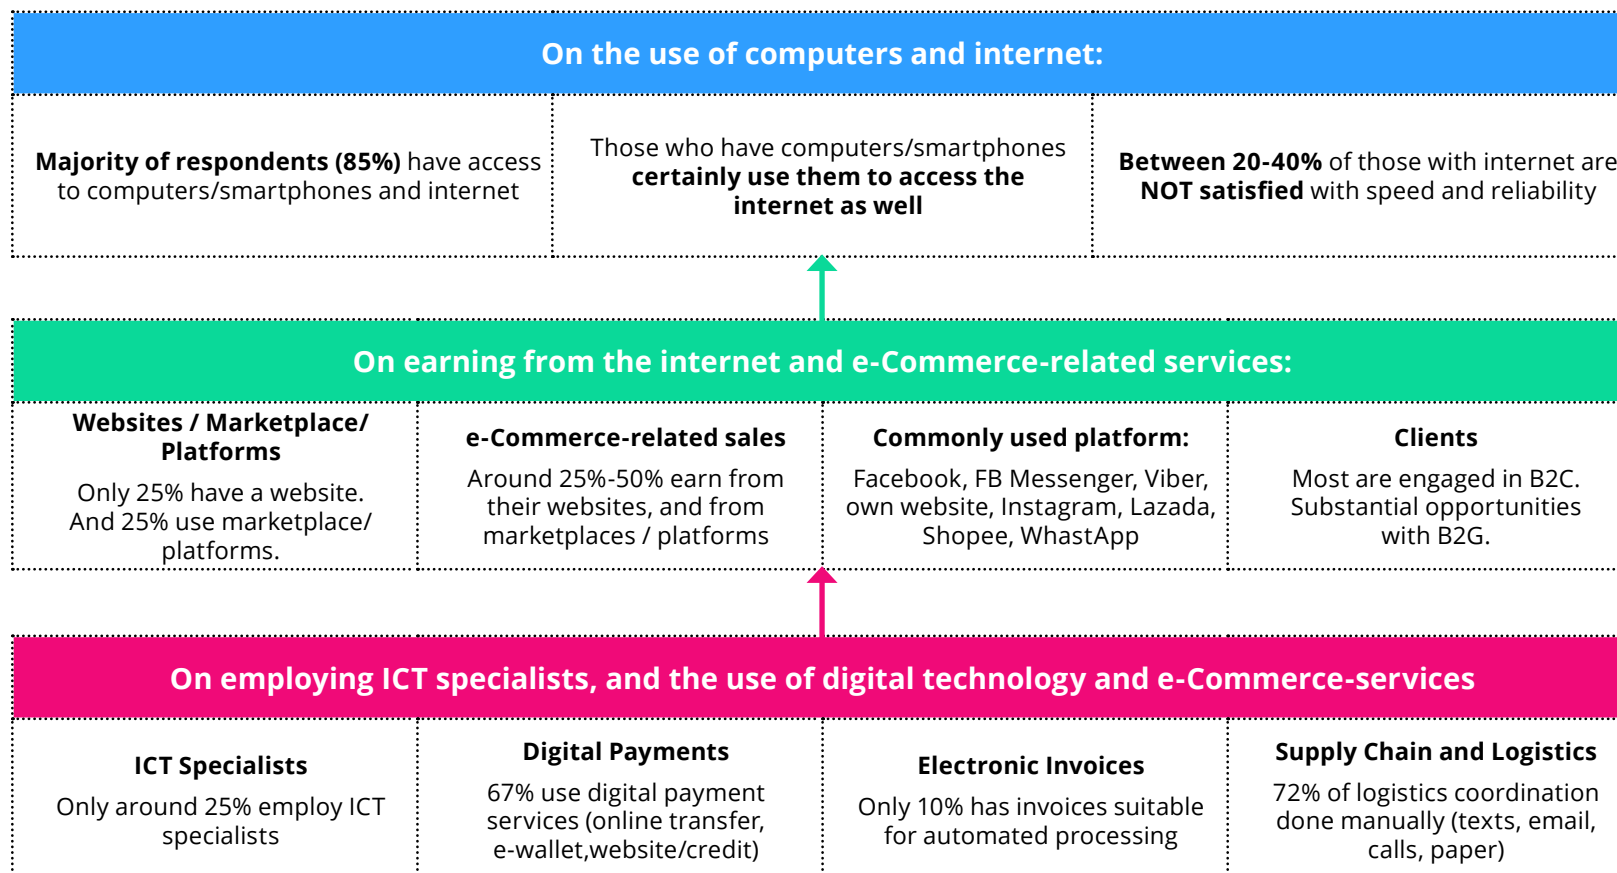 On the use of computers and internet:
Majority of respondents (85%) have access
to computers/smartphones and internet
Those who have computers/smartphones
certainly use them to access the
internet as well
Between 20-40% of those with internet are
NOT satisfied with speed and reliability
On earning from the internet and e-Commerce-related services:
Websites / Marketplace/
Platforms
Only 25% have a website.
And 25% use marketplace/
platforms.
e-Commerce-related sales
Around 25%-50% earn from
their websites, and from
marketplaces / platforms
Commonly used platform:
Facebook, FB Messenger, Viber,
own website, Instagram, Lazada,
Shopee, WhastApp
Clients
Most are engaged in B2C.
Substantial opportunities
with B2G.
On employing ICT specialists, and the use of digital technology and e-Commerce-services
ICT Specialists
Only around 25% employ ICT
specialists
Digital Payments
67% use digital payment
services (online transfer,
e-wallet,website/credit)
Electronic Invoices
Only 10% has invoices suitable
for automated processing
Supply Chain and Logistics
72% of logistics coordination
done manually (texts, email,
calls, paper)